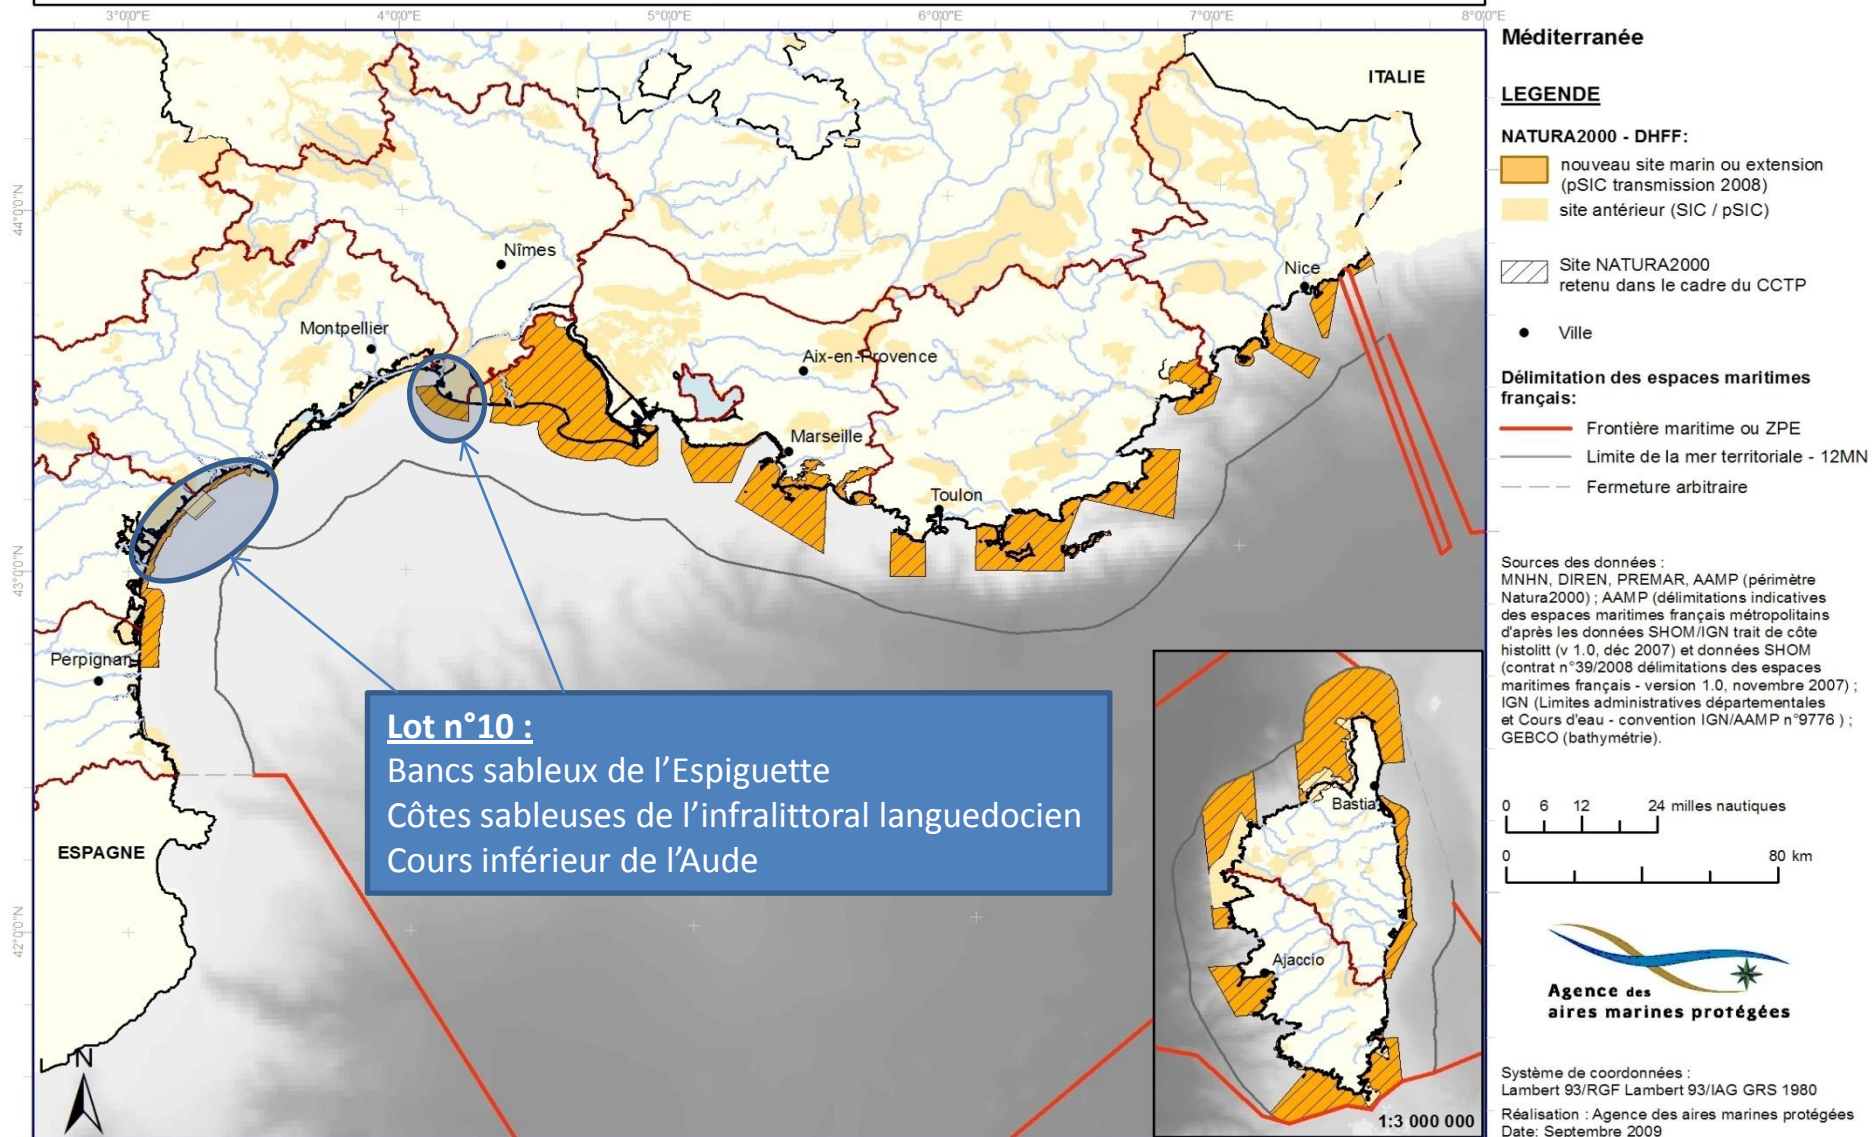 3°0'0"E
4°0'0"E
5°0'0"E
6°0'0"E
7°0'0"E
8°0'0"E
44°0'0"N
43°0'0"N
42°0'0"N
ITALIE
Nîmes
Nice
Montpellier
Aix-en-Provence
Marseille
Toulon
Perpignan
ESPAGNE
N
Lot n°10 :
Bancs sableux de l’Espiguette
Côtes sableuses de l’infralittoral languedocien
Cours inférieur de l’Aude
Bastia
Ajaccio
1:3 000 000
Méditerranée
LEGENDE
NATURA2000 - DHFF:
nouveau site marin ou extension
(pSIC transmission 2008)
site antérieur (SIC / pSIC)
Site NATURA2000
retenu dans le cadre du CCTP
Ville
Délimitation des espaces maritimes
français:
Frontière maritime ou ZPE
Limite de la mer territoriale - 12MN
Fermeture arbitraire
Sources des données :
MNHN, DIREN, PREMAR, AAMP (périmètre
Natura2000) ; AAMP (délimitations indicatives
des espaces maritimes français métropolitains
d'après les données SHOM/IGN trait de côte
histolitt (v 1.0, déc 2007) et données SHOM
(contrat n°39/2008 délimitations des espaces
maritimes français - version 1.0, novembre 2007) ;
IGN (Limites administratives départementales
et Cours d'eau - convention IGN/AAMP n°9776 ) ;
GEBCO (bathymétrie).
0 6 12 24 milles nautiques
0 80 km
Agence des
aires marines protégées
Système de coordonnées :
Lambert 93/RGF Lambert 93/IAG GRS 1980
Réalisation : Agence des aires marines protégées
Date: Septembre 2009